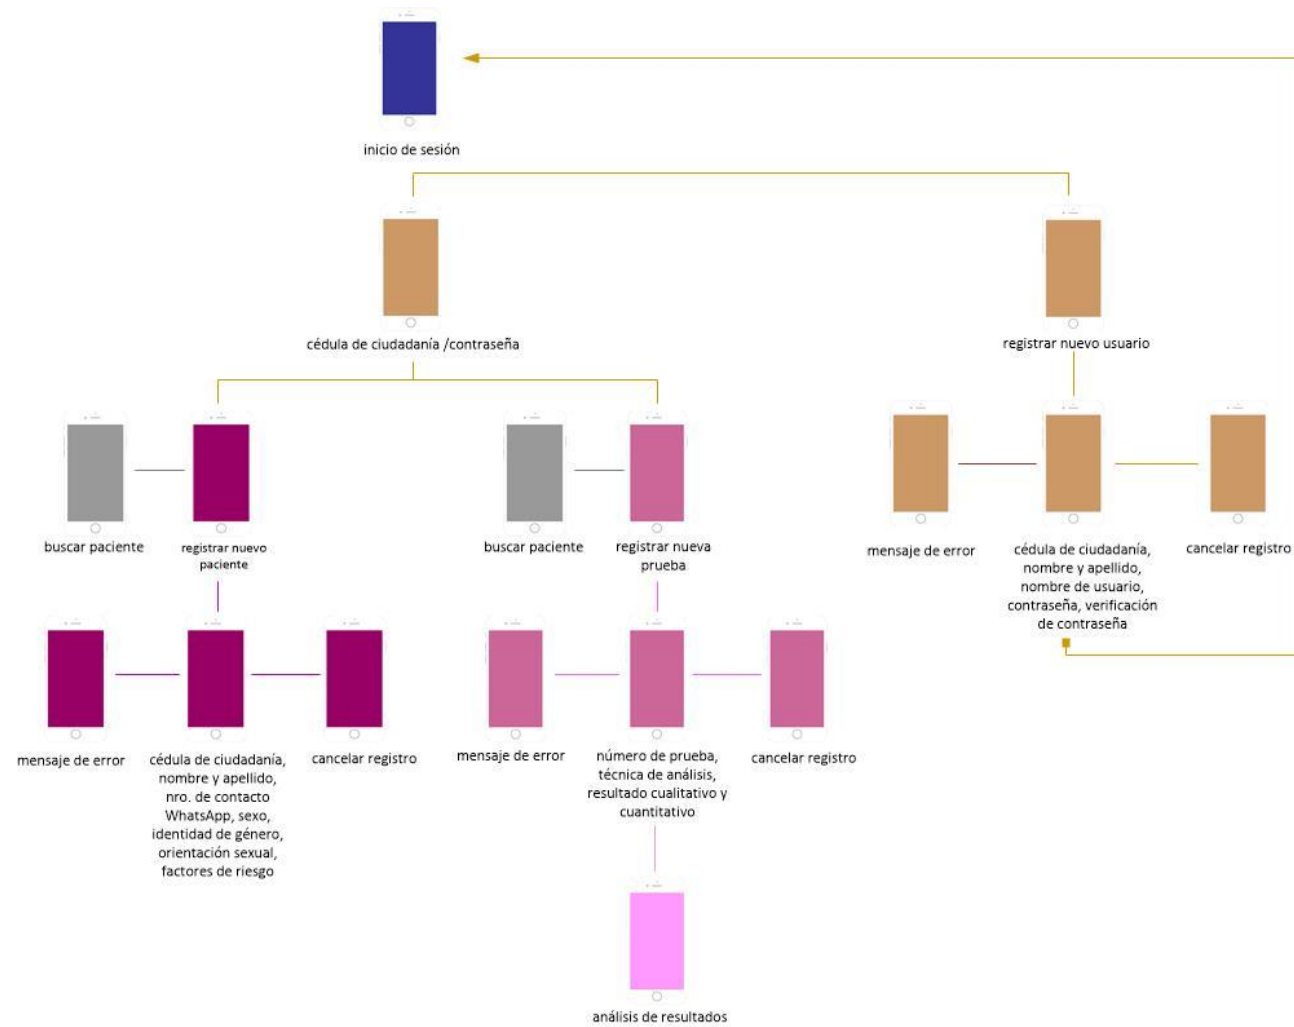 inicio de sesión
cédula de ciudadanía /contraseña
registrar nuevo usuario
buscar paciente
registrar nuevo
paciente
buscar paciente
registrar nueva
prueba
mensaje de error
cédula de ciudadanía,
nombre y apellido,
nombre de usuario,
contraseña, verificación
de contraseña
cancelar registro
mensaje de error
cédula de ciudadanía,
nombre y apellido,
nro. de contacto
WhatsApp, sexo,
identidad de género,
orientación sexual,
factores de riesgo
cancelar registro
mensaje de error
número de prueba,
técnica de análisis,
resultado cualitativo y
cuantitativo
cancelar registro
análisis de resultados